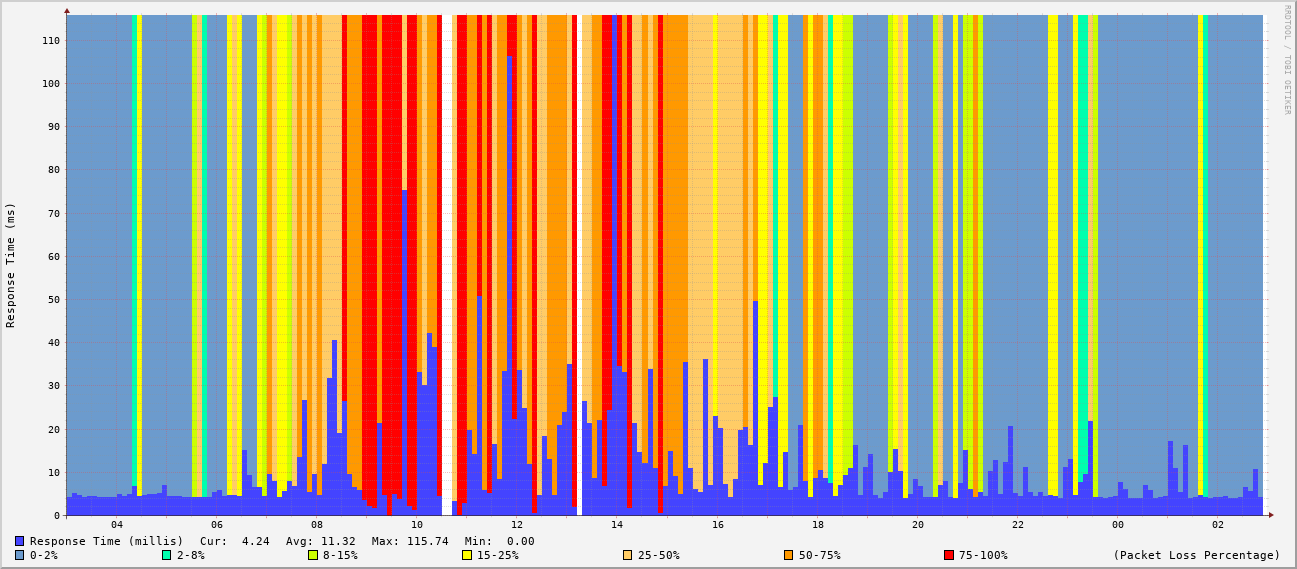 RRDTOOL / TOBI OETIKER
Response Time (ms)
110
100
90
80
70
60
50
40
30
20
10
0
04 06 08 10 12 14 16 18 20 22 00 02
Response Time (millis) Cur: 4.24 Avg: 11.32 Max: 115.74 Min: 0.00
0-2% 2-8% 8-15% 15-25% 25-50% 50-75% 75-100% (Packet Loss Percentage)